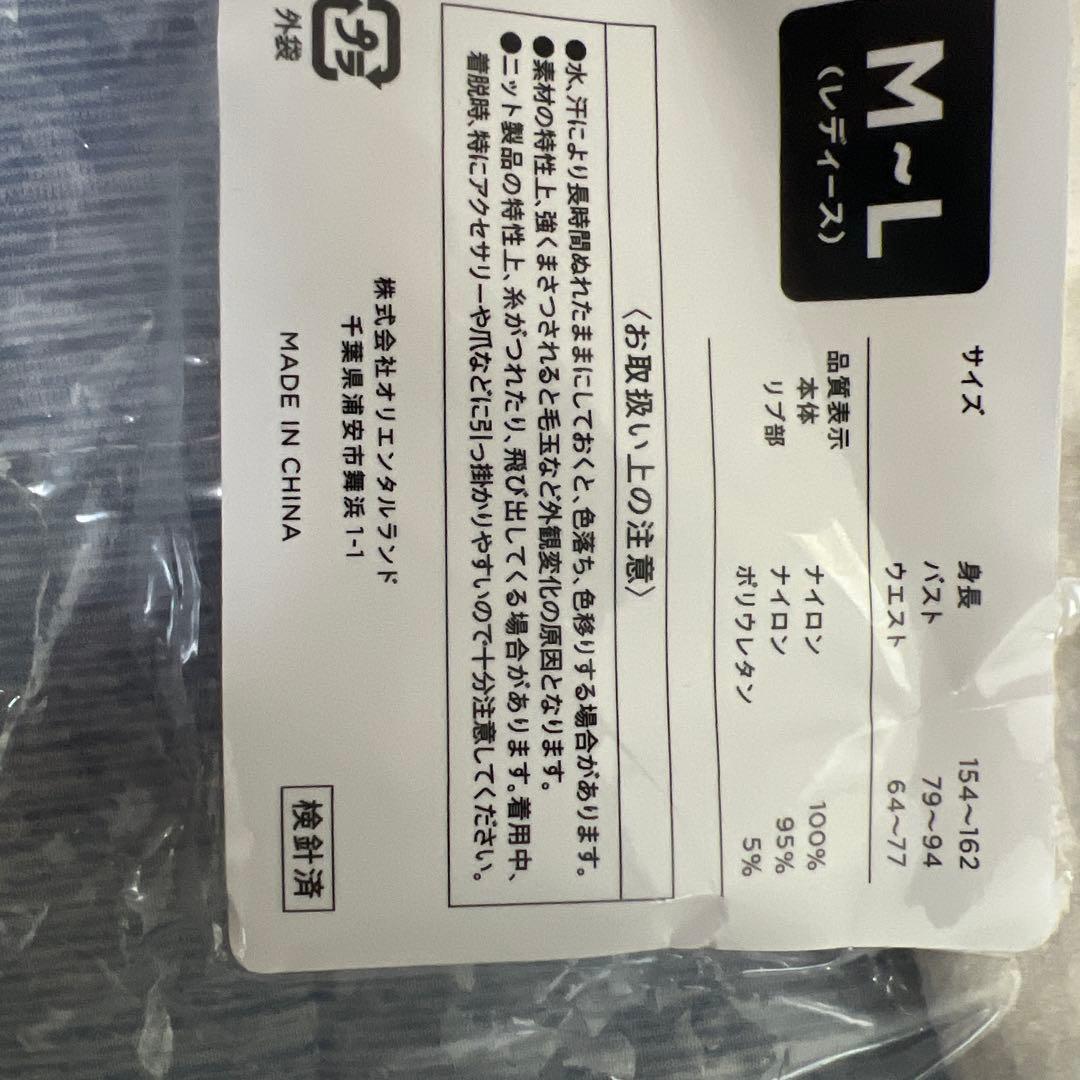 M~L
(レディース)
サイズ 身長 154~162
バスト 79~94
ウエスト 64~77
品質表示
本体 ナイロン 100%
リブ部 ナイロン 95%
ポリウレタン 5%
〈お取扱い上の注意〉
●水、汗により長時間ぬれたままにしておくと、色落ち、色移りする場合があります。
●素材の特性上、強くまさつされると毛玉など外観変化の原因となります。
●ニット製品の特性上、糸がつれたり、飛び出してくる場合があります。着用中、
着脱時、特にアクセサリーや爪などに引っ掛かりやすいので十分注意してください。
プラ
外袋
株式会社オリエンタルランド
千葉県浦安市舞浜1-1
MADE IN CHINA
検針済